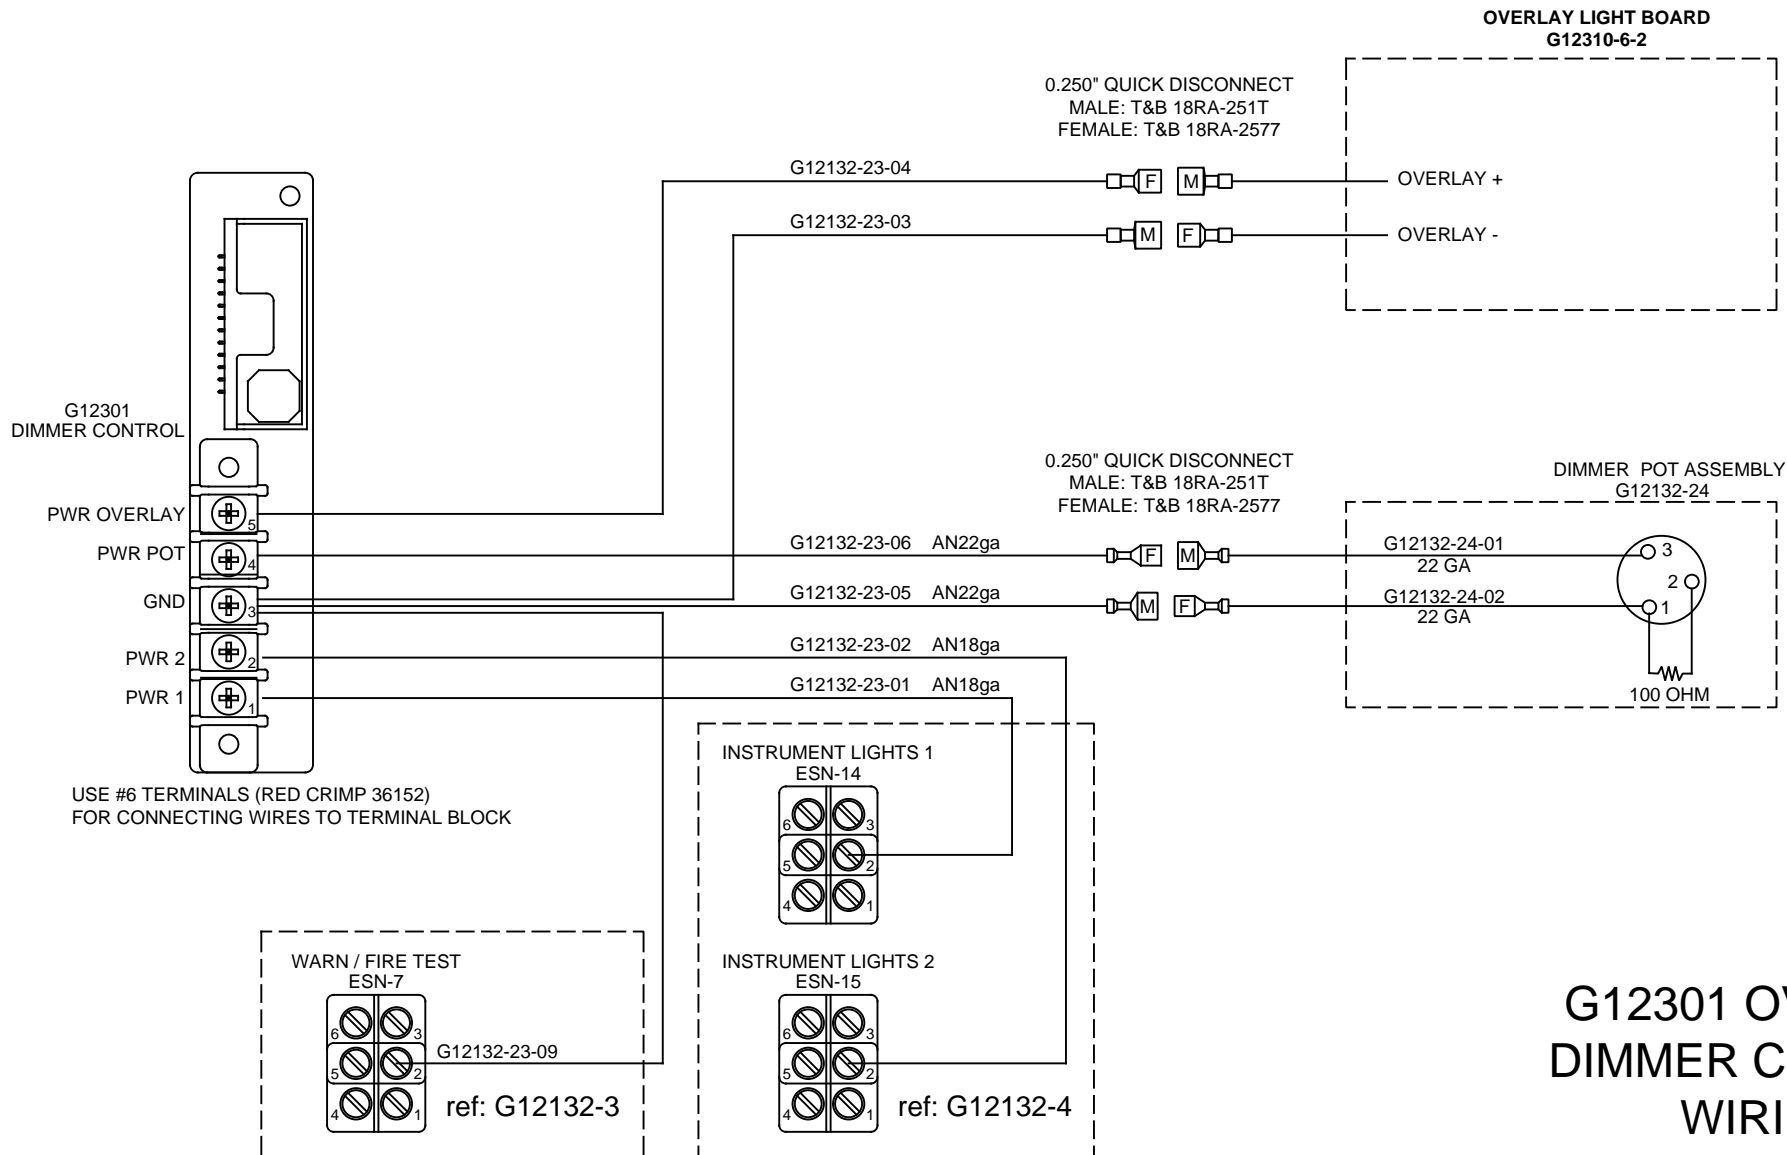 OVERLAY LIGHT BOARD
G12310-6-2
0.250" QUICK DISCONNECT
MALE: T&B 18RA-251T
FEMALE: T&B 18RA-2577
G12132-23-04
F M
OVERLAY +
G12132-23-03
M F
OVERLAY -
G12301
DIMMER CONTROL
0.250" QUICK DISCONNECT
MALE: T&B 18RA-251T
FEMALE: T&B 18RA-2577
DIMMER POT ASSEMBLY
G12132-24
PWR OVERLAY
5
PWR POT
4
G12132-23-06 AN22ga
F M
G12132-24-01
22 GA
3
2
GND
3
G12132-23-05 AN22ga
M F
G12132-24-02
22 GA
1
100 OHM
PWR 2
2
G12132-23-02 AN18ga
PWR 1
1
G12132-23-01 AN18ga
USE #6 TERMINALS (RED CRIMP 36152)
FOR CONNECTING WIRES TO TERMINAL BLOCK
INSTRUMENT LIGHTS 1
ESN-14
6 3
5 2
4 1
WARN / FIRE TEST
ESN-7
6 3
5 2
4 1
G12132-23-09
ref: G12132-3
INSTRUMENT LIGHTS 2
ESN-15
6 3
5 2
4 1
ref: G12132-4
G12301 O
DIMMER C
WIRI